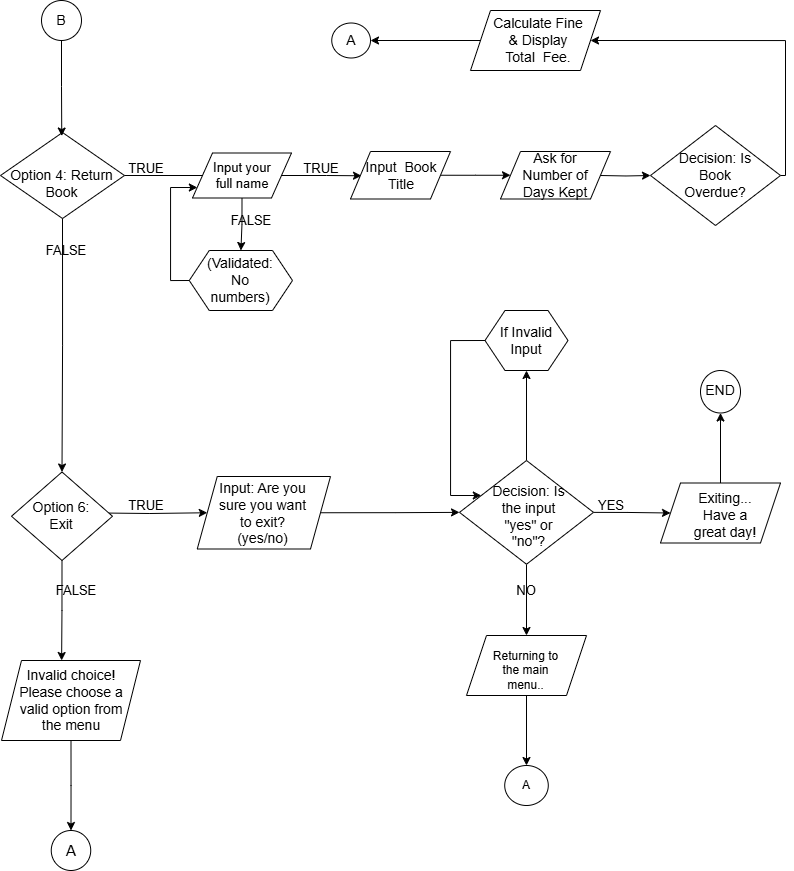 B
A
Calculate Fine
& Display
Total Fee.
Option 4: Return
Book
TRUE
Input your
full name
TRUE
Input Book
Title
Ask for
Number of
Days Kept
Decision: Is
Book
Overdue?
FALSE
(Validated:
No
numbers)
FALSE
If Invalid
Input
END
Option 6:
Exit
TRUE
Input: Are you
sure you want
to exit?
(yes/no)
Decision: Is
the input
"yes" or
"no"?
YES
Exiting...
Have a
great day!
FALSE
NO
Invalid choice!
Please choose a
valid option from
the menu
Returning to
the main
menu..
A
A